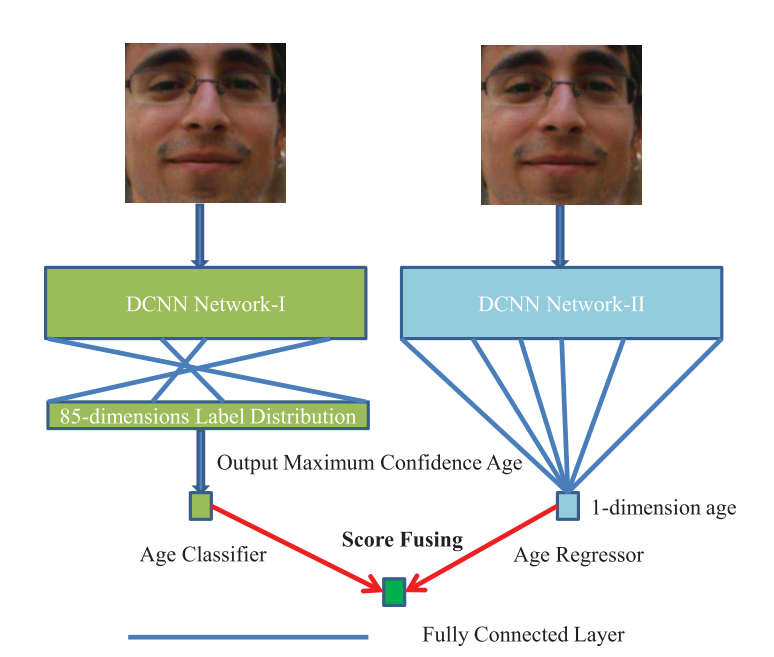 DCNN Network-I
DCNN Network-II
85-dimensions Label Distribution
Output Maximum Confidence Age
1-dimension age
Score Fusing
Age Classifier
Age Regressor
Fully Connected Layer